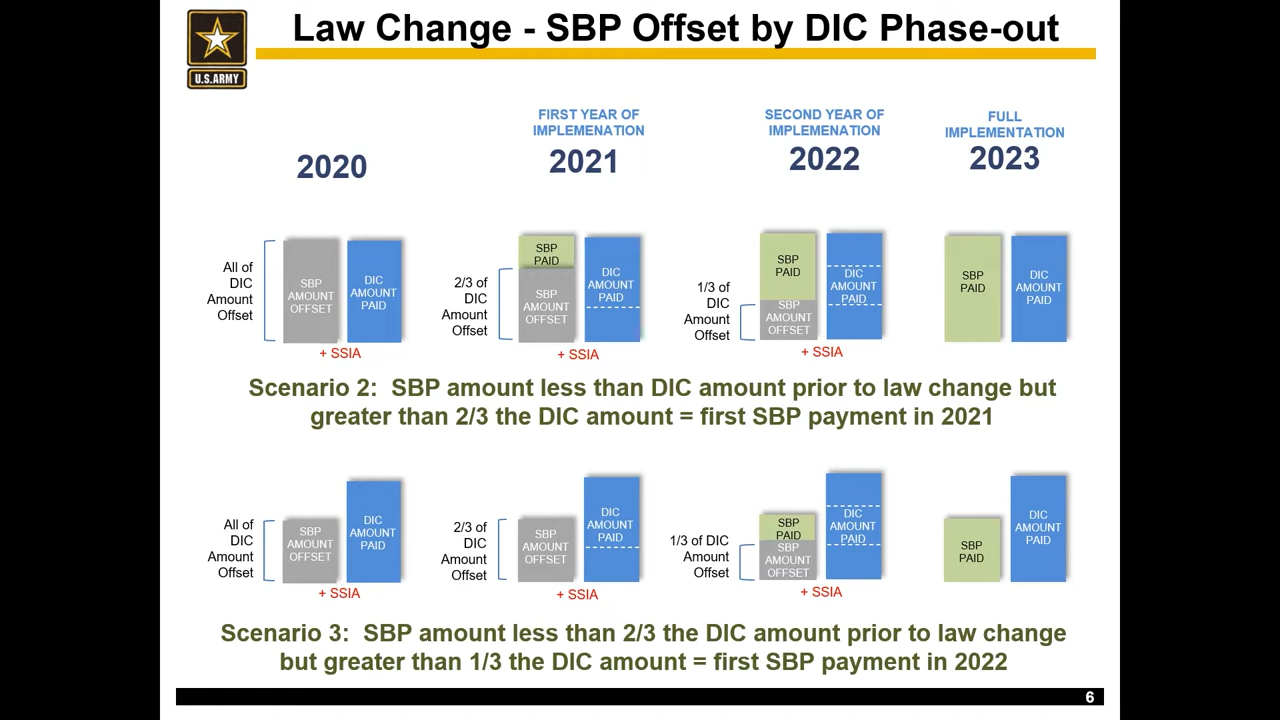 Law Change - SBP Offset by DIC Phase-out
U.S.ARMY
2020
FIRST YEAR OF
IMPLEMENATION
2021
SECOND YEAR OF
IMPLEMENATION
2022
FULL
IMPLEMENTATION
2023
All of
DIC
Amount
Offset
SBP
AMOUNT
OFFSET
DIC
AMOUNT
PAID
+ SSIA
2/3 of
DIC
Amount
Offset
SBP
PAID
SBP
AMOUNT
OFFSET
DIC
AMOUNT
PAID
+ SSIA
1/3 of
DIC
Amount
Offset
SBP
PAID
SBP
AMOUNT
OFFSET
DIC
AMOUNT
PAID
+ SSIA
SBP
PAID
DIC
AMOUNT
PAID
Scenario 2: SBP amount less than DIC amount prior to law change but
greater than 2/3 the DIC amount = first SBP payment in 2021
All of
DIC
Amount
Offset
SBP
AMOUNT
OFFSET
DIC
AMOUNT
PAID
+ SSIA
2/3 of
DIC
Amount
Offset
SBP
AMOUNT
OFFSET
DIC
AMOUNT
PAID
+ SSIA
1/3 of DIC
Amount
Offset
SBP
PAID
SBP
AMOUNT
OFFSET
DIC
AMOUNT
PAID
+ SSIA
SBP
PAID
DIC
AMOUNT
PAID
Scenario 3: SBP amount less than 2/3 the DIC amount prior to law change
but greater than 1/3 the DIC amount = first SBP payment in 2022
6